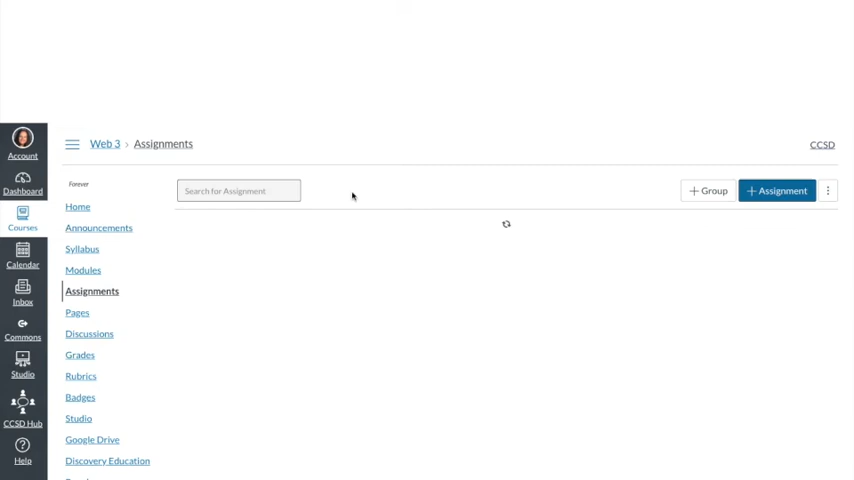 Account
Dashboard
Courses
Calendar
Inbox
Commons
Studio
CCSD Hub
Help
Web 3 › Assignments
CCSD
Forever
Home
Announcements
Syllabus
Modules
Assignments
Pages
Discussions
Grades
Rubrics
Badges
Studio
Google Drive
Discovery Education
Search for Assignment
+ Group
+ Assignment